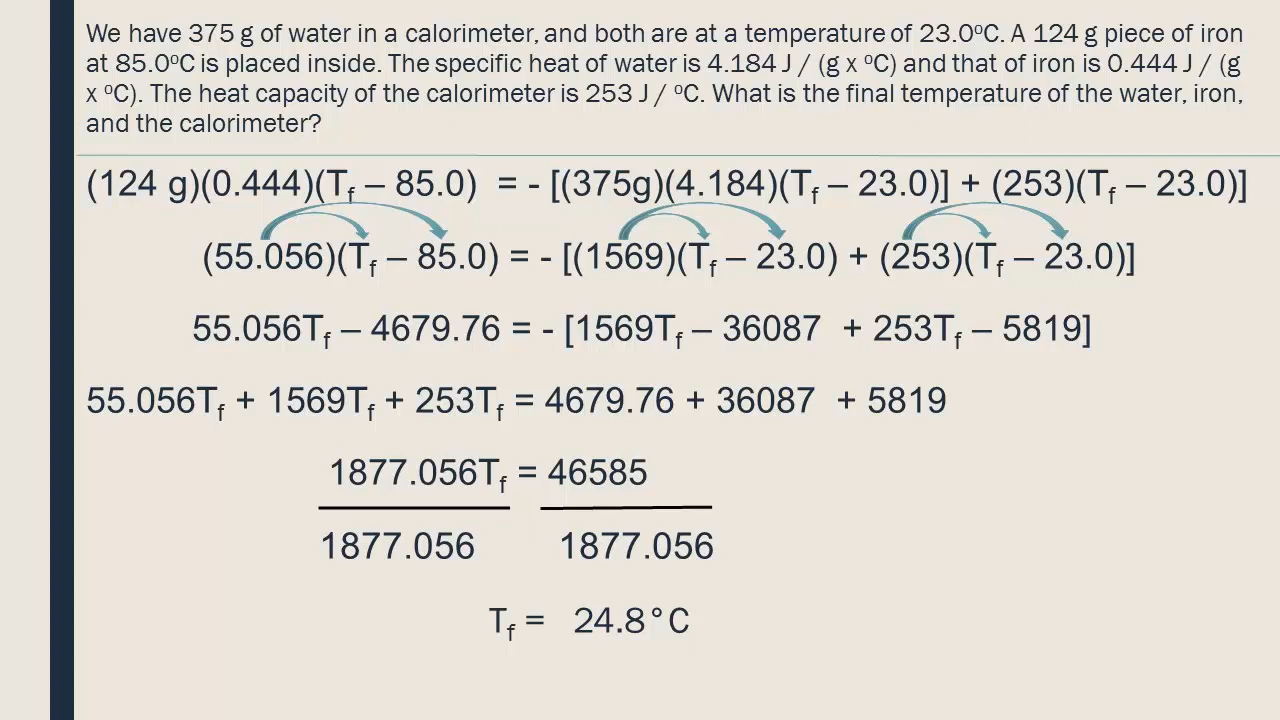 We have 375 g of water in a calorimeter, and both are at a temperature of 23.0ºC. A 124 g piece of iron
at 85.0ºC is placed inside. The specific heat of water is 4.184 J / (g x ºC) and that of iron is 0.444 J / (g
x ºC). The heat capacity of the calorimeter is 253 J / ºC. What is the final temperature of the water, iron,
and the calorimeter?
(124 g)(0.444)(Tf – 85.0) = - [(375g)(4.184)(Tf – 23.0)] + (253)(Tf – 23.0)]
(55.056)(Tf – 85.0) = - [(1569)(Tf – 23.0) + (253)(Tf – 23.0)]
55.056Tf – 4679.76 = - [1569Tf – 36087 + 253Tf – 5819]
55.056Tf + 1569Tf + 253Tf = 4679.76 + 36087 + 5819
1877.056Tf = 46585
1877.056 1877.056
Tf = 24.8°C